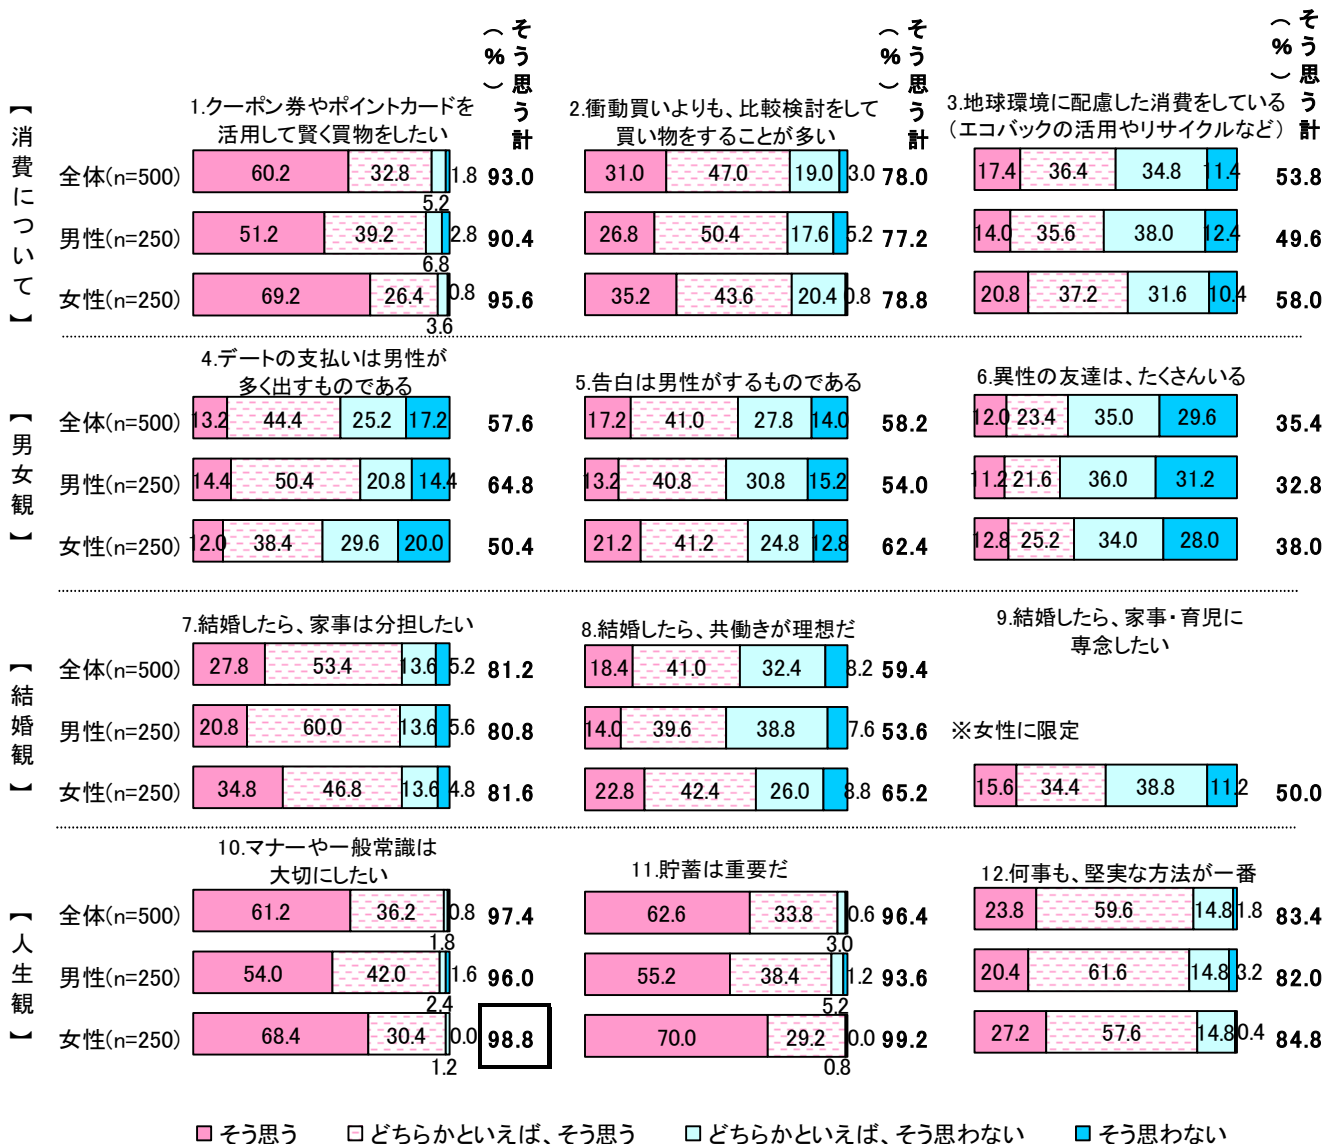 そう思う計
（%）
そう思う計
（%）
そう思う計
（%）
【消費について】
1.クーポン券やポイントカードを
活用して賢く買物をしたい
2.衝動買いよりも、比較検討をして
買い物をすることが多い
3.地球環境に配慮した消費をしている
（エコバックの活用やリサイクルなど）
全体(n=500) 60.2 32.8 5.2 1.8 93.0 31.0 47.0 19.0 3.0 78.0 17.4 36.4 34.8 11.4 53.8
男性(n=250) 51.2 39.2 6.8 2.8 90.4 26.8 50.4 17.6 5.2 77.2 14.0 35.6 38.0 12.4 49.6
女性(n=250) 69.2 26.4 3.6 0.8 95.6 35.2 43.6 20.4 0.8 78.8 20.8 37.2 31.6 10.4 58.0
【男女観】
4.デートの支払いは男性が
多く出すものである
5.告白は男性がするものである
6.異性の友達は、たくさんいる
全体(n=500) 13.2 44.4 25.2 17.2 57.6 17.2 41.0 27.8 14.0 58.2 12.0 23.4 35.0 29.6 35.4
男性(n=250) 14.4 50.4 20.8 14.4 64.8 13.2 40.8 30.8 15.2 54.0 11.2 21.6 36.0 31.2 32.8
女性(n=250) 12.0 38.4 29.6 20.0 50.4 21.2 41.2 24.8 12.8 62.4 12.8 25.2 34.0 28.0 38.0
【結婚観】
7.結婚したら、家事は分担したい
8.結婚したら、共働きが理想だ
9.結婚したら、家事・育児に
専念したい
全体(n=500) 27.8 53.4 13.6 5.2 81.2 18.4 41.0 32.4 8.2 59.4
男性(n=250) 20.8 60.0 13.6 5.6 80.8 14.0 39.6 38.8 7.6 53.6 ※女性に限定
女性(n=250) 34.8 46.8 13.6 4.8 81.6 22.8 42.4 26.0 8.8 65.2 15.6 34.4 38.8 11.2 50.0
【人生観】
10.マナーや一般常識は
大切にしたい
11.貯蓄は重要だ
12.何事も、堅実な方法が一番
全体(n=500) 61.2 36.2 1.8 0.8 97.4 62.6 33.8 3.0 0.6 96.4 23.8 59.6 14.8 1.8 83.4
男性(n=250) 54.0 42.0 2.4 1.6 96.0 55.2 38.4 5.2 1.2 93.6 20.4 61.6 14.8 3.2 82.0
女性(n=250) 68.4 30.4 1.2 0.0 98.8 70.0 29.2 0.8 0.0 99.2 27.2 57.6 14.8 0.4 84.8
そう思う どちらかといえば、そう思う どちらかといえば、そう思わない そう思わない